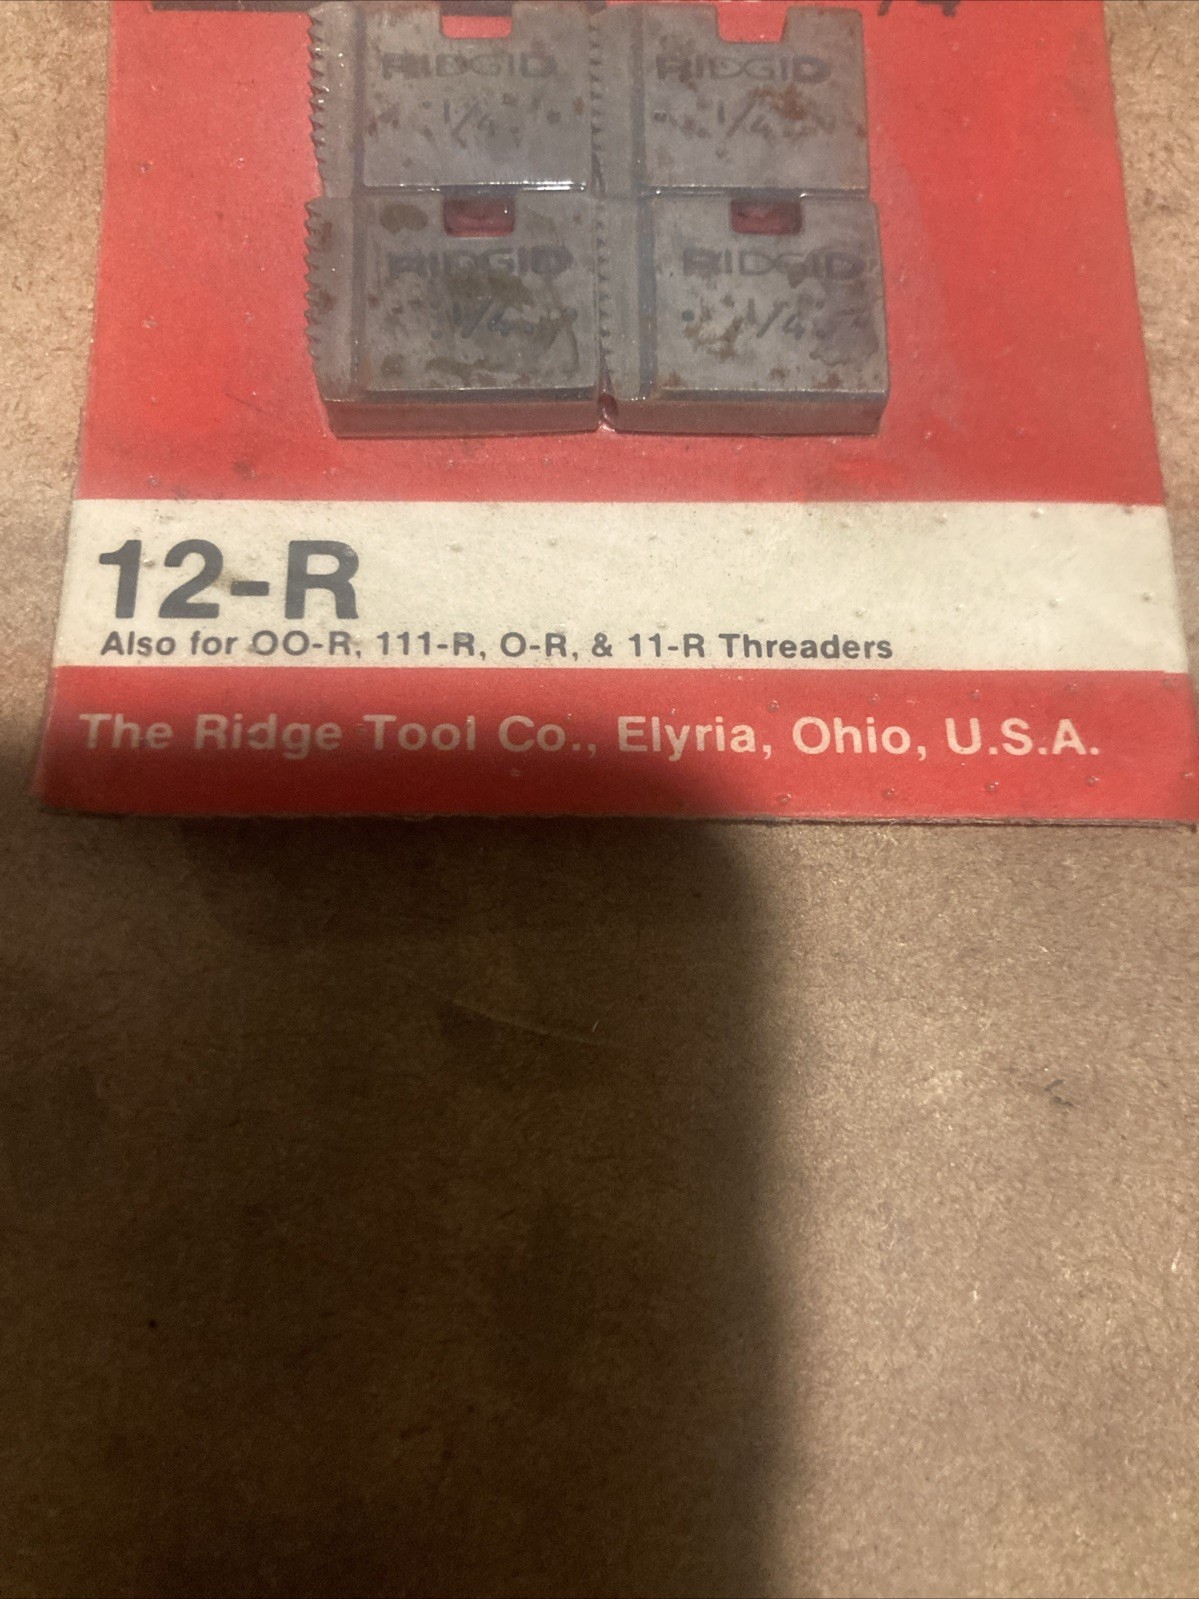 RIDGID RIDGID
1/4 1/4
RIDGID RIDGID
1/4 1/4
12-R
Also for OO-R, 111-R, O-R, & 11-R Threaders
The Ridge Tool Co., Elyria, Ohio, U.S.A.